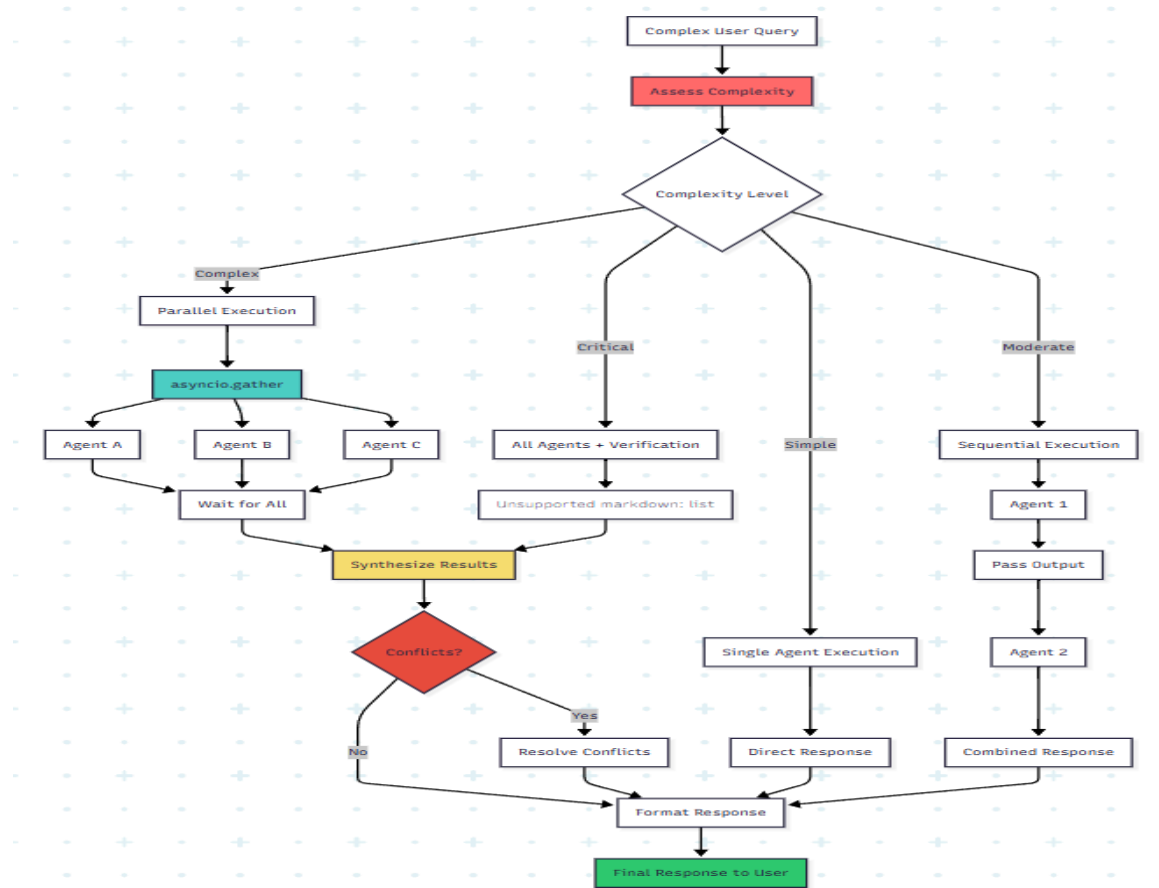 Complex User Query
Assess Complexity
Complexity Level
Complex
Parallel Execution
Critical
Moderate
asyncio.gather
Agent A
Agent B
Agent C
All Agents + Verification
Simple
Sequential Execution
Wait for All
Unsupported markdown: list
Agent 1
Synthesize Results
Pass Output
Conflicts?
Single Agent Execution
Agent 2
Yes
No
Resolve Conflicts
Direct Response
Combined Response
Format Response
Final Response to User